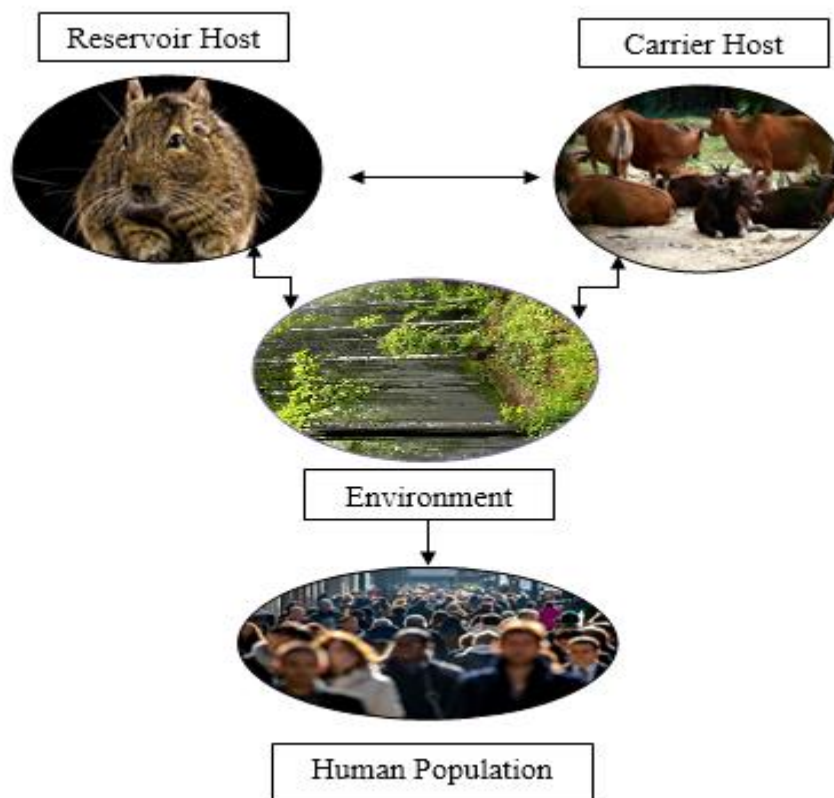 Reservoir Host
Carrier Host
Environment
Human Population